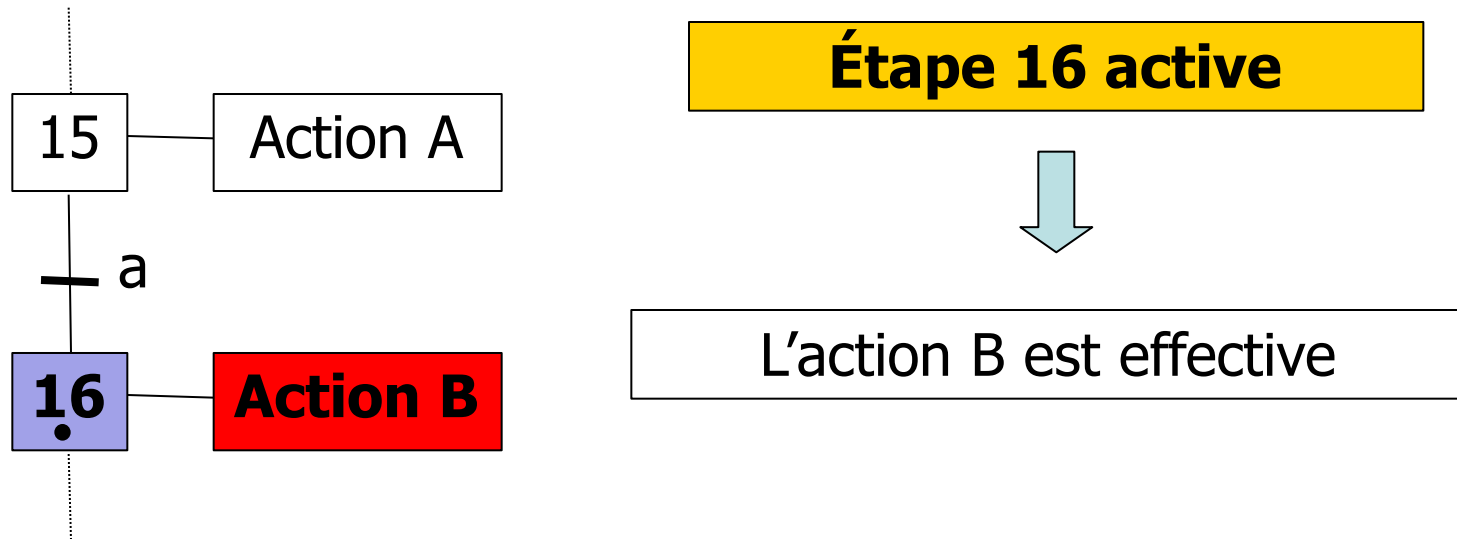 Étape 16 active
15
Action A
a
L’action B est effective
16
Action B